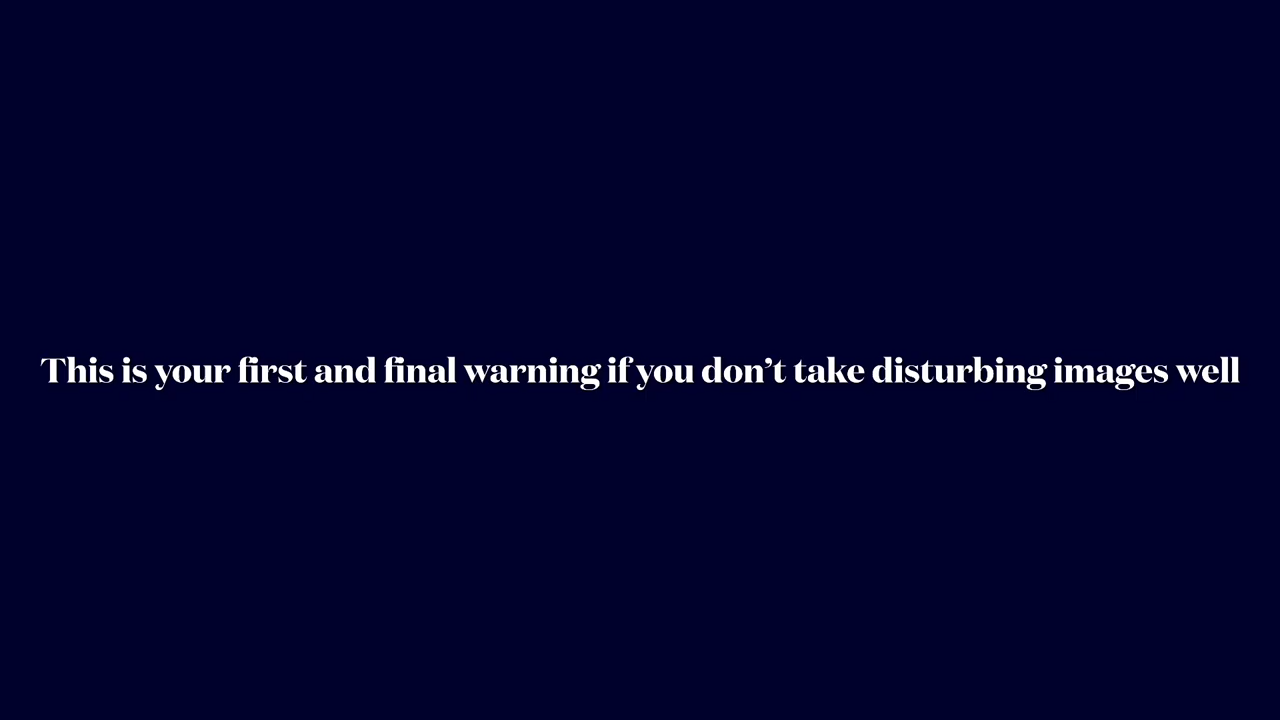 This is your first and final warning if you don’t take disturbing images well